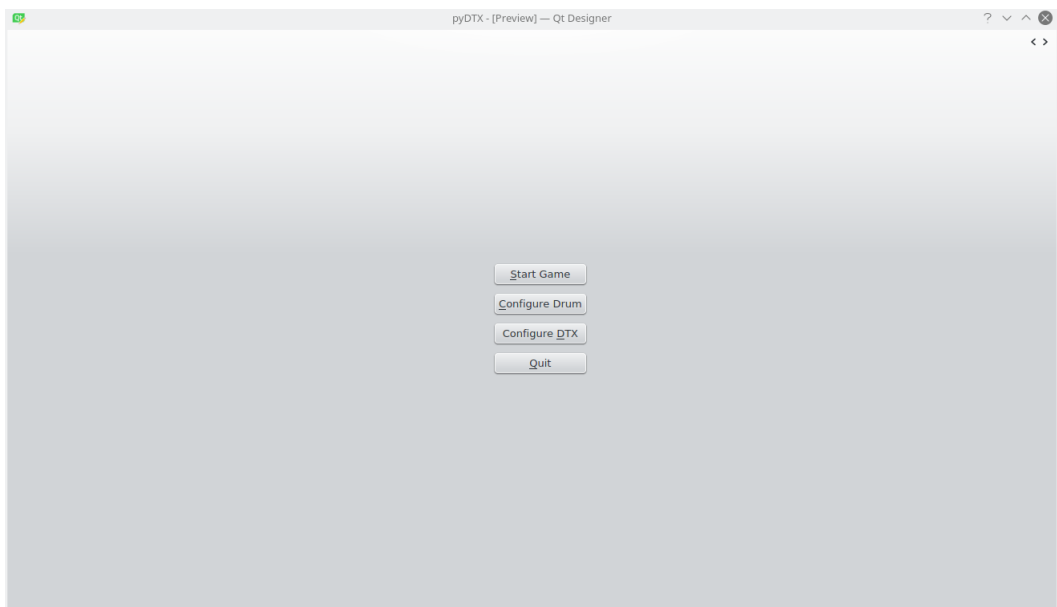 pyDTX - [Preview] — Qt Designer
Start Game
Configure Drum
Configure DTX
Quit